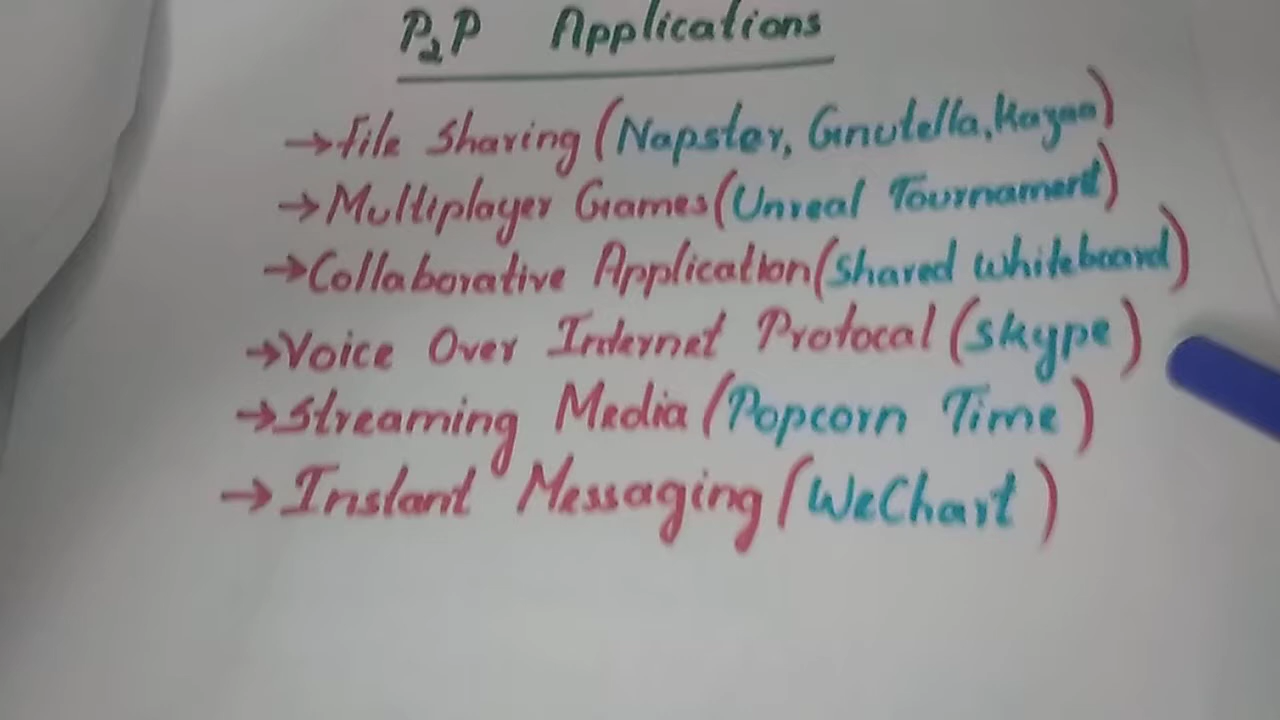 P2P Applications
→File Sharing (Napster, Gnutella, Kazaa)
→Multiplayer Games (Unreal Tournament)
→Collaborative Application (Shared Whiteboard)
→Voice Over Internet Protocal (Skype)
→Streaming Media (Popcorn Time)
→Instant Messaging (WeChart)